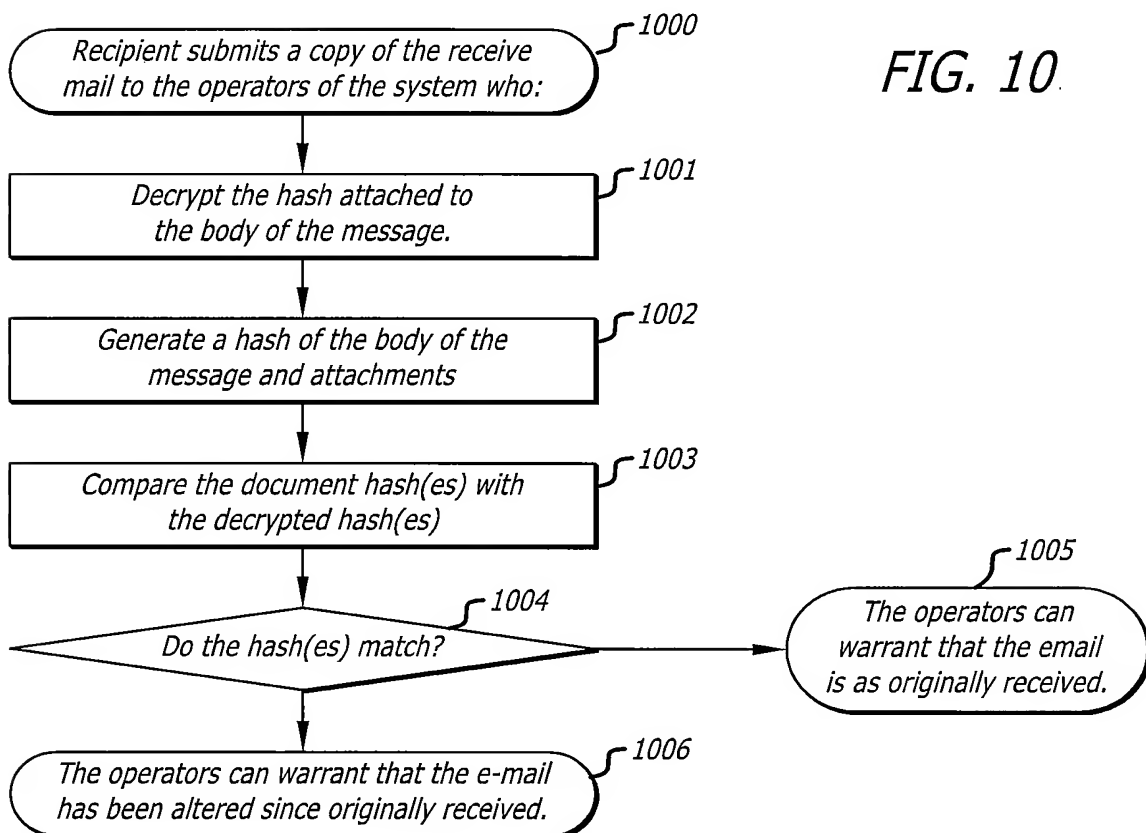 FIG. 10
1000
Recipient submits a copy of the receive
mail to the operators of the system who:
1001
Decrypt the hash attached to
the body of the message.
1002
Generate a hash of the body of the
message and attachments
1003
Compare the document hash(es) with
the decrypted hash(es)
1004
Do the hash(es) match?
1005
The operators can
warrant that the email
is as originally received.
1006
The operators can warrant that the e-mail
has been altered since originally received.